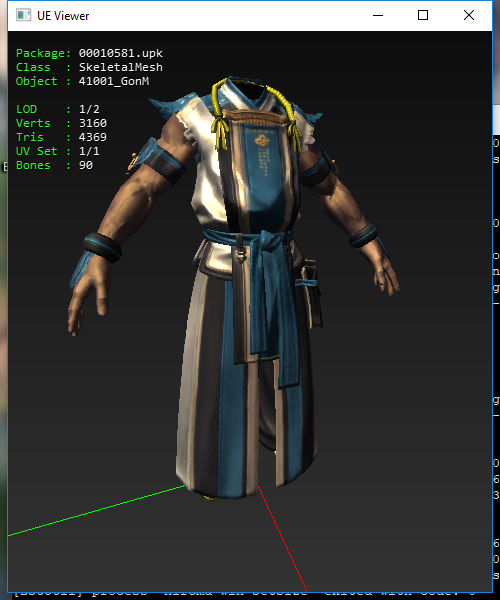 UE Viewer
Package: 00010581.upk
Class : SkeletalMesh
Object : 41001_GonM
LOD : 1/2
Verts : 3160
Tris : 4369
UV Set : 1/1
Bones : 90